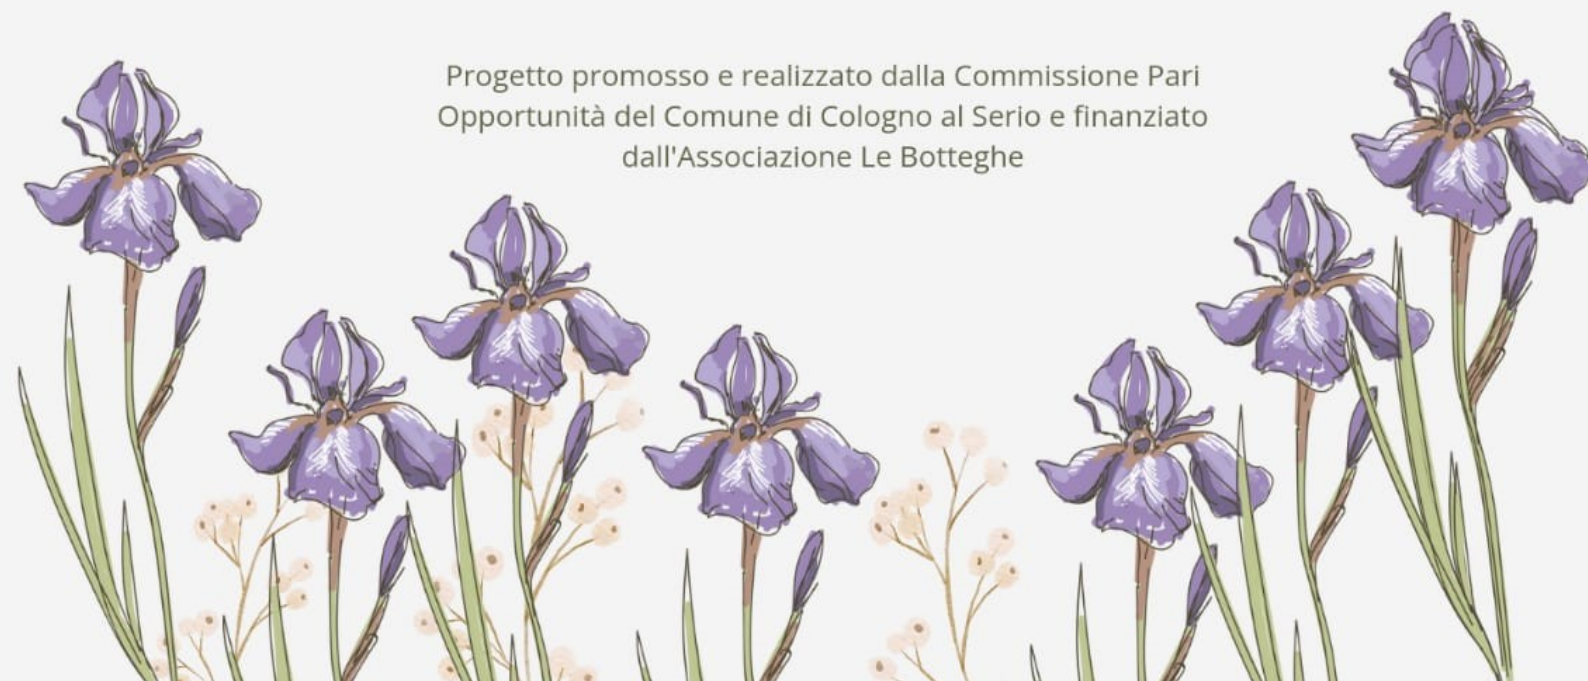 Progetto promosso e realizzato dalla Commissione Pari
Opportunità del Comune di Cologno al Serio e finanziato
dall'Associazione Le Botteghe